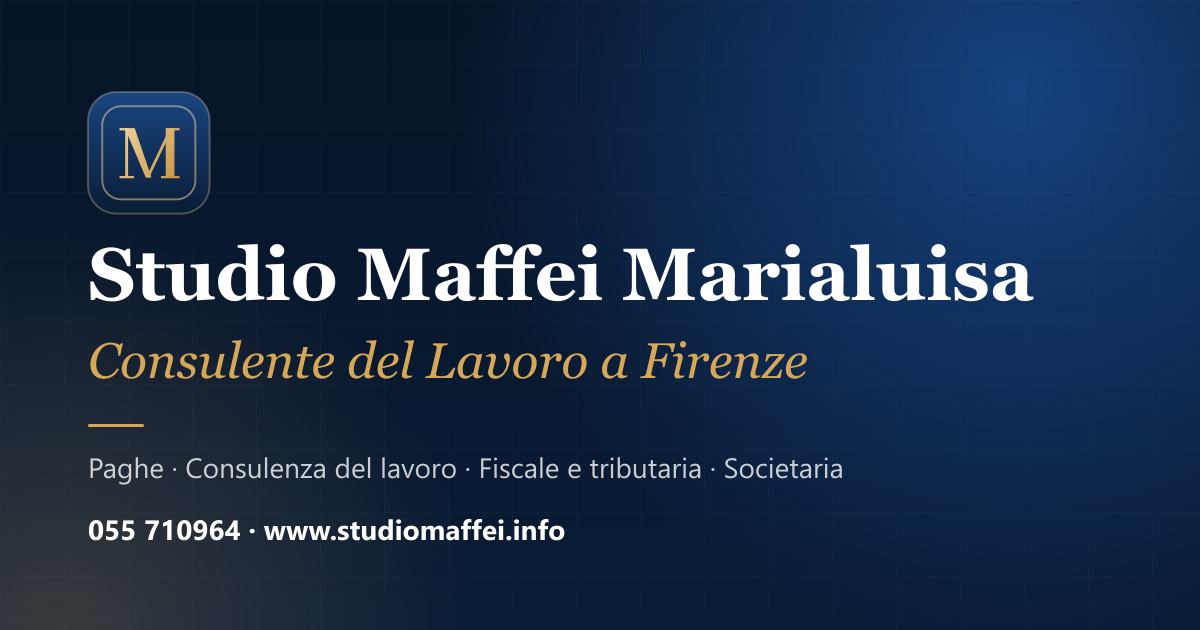 M
Studio Maffei Marialuisa
Consulente del Lavoro a Firenze
Paghe · Consulenza del lavoro · Fiscale e tributaria · Societaria
055 710964 · www.studiomaffei.info